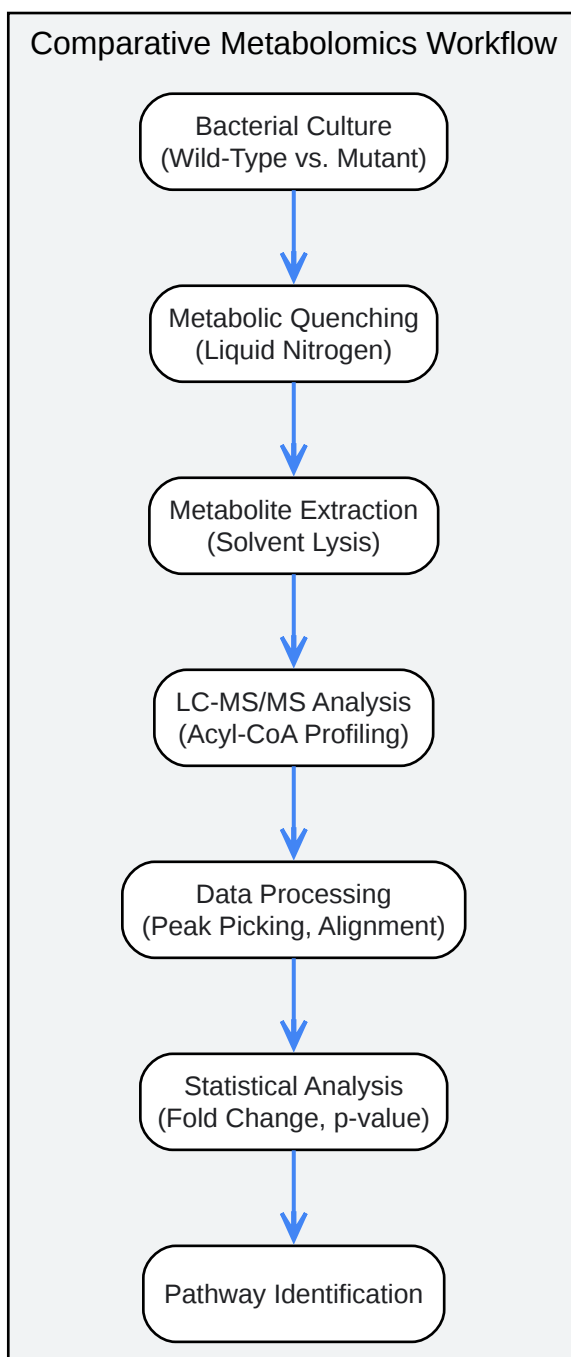 Comparative Metabolomics Workflow
Bacterial Culture
(Wild-Type vs. Mutant)
Metabolic Quenching
(Liquid Nitrogen)
Metabolite Extraction
(Solvent Lysis)
LC-MS/MS Analysis
(Acyl-CoA Profiling)
Data Processing
(Peak Picking, Alignment)
Statistical Analysis
(Fold Change, p-value)
Pathway Identification